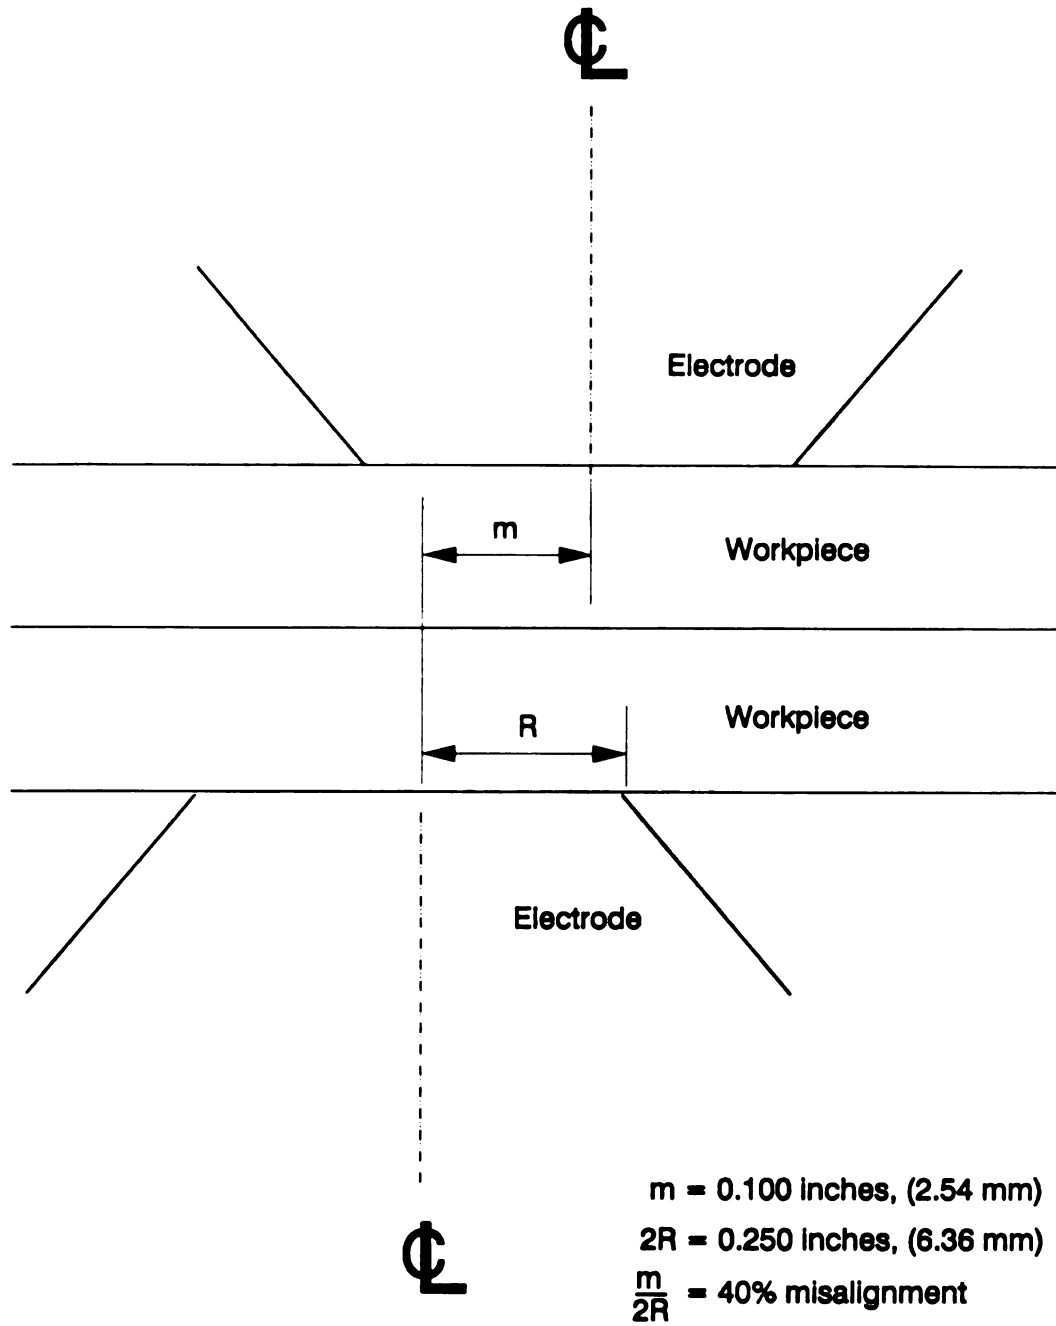 ℄
Electrode
m
Workpiece
R
Workpiece
Electrode
℄
m = 0.100 inches, (2.54 mm)
2R = 0.250 inches, (6.36 mm)
m/2R = 40% misalignment